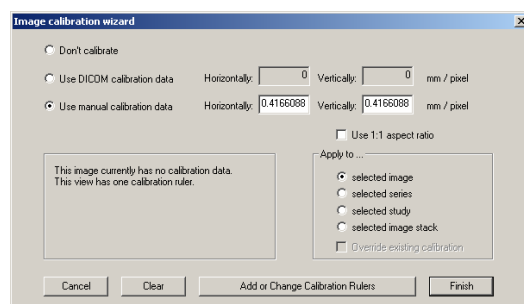 Image calibration wizard
Don't calibrate
Use DICOM calibration data Horizontally: 0 Vertically: 0 mm / pixel
Use manual calibration data Horizontally: 0.4166088 Vertically: 0.4166088 mm / pixel
Use 1:1 aspect ratio
This image currently has no calibration data.
This view has one calibration ruler.
Apply to ...
selected image
selected series
selected study
selected image stack
Override existing calibration
Cancel Clear Add or Change Calibration Rulers Finish